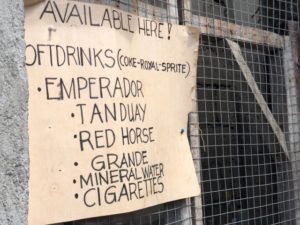 AVAILABLE HERE!
OFTDRINKS (COKE-ROYAL-SPRITE)
• EMPERADOR
• TANDUAY
• RED HORSE
• GRANDE
• MINERAL WATER
• CIGARETTES